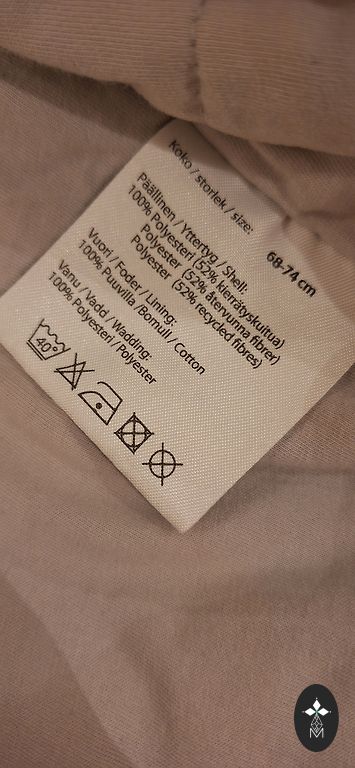 Koko / storlek / size:
68-74 cm
Päällinen / Yttertyg / Shell:
100% Polyesteri (52% kierrätyskuitua)
Polyester (52% återvunna fibrer)
Polyester (52% recycled fibres)
Vuori / Foder / Lining:
100% Puuvilla / Bomull / Cotton
Vanu / Vadd / Wadding:
100% Polyesteri / Polyester
40°
M